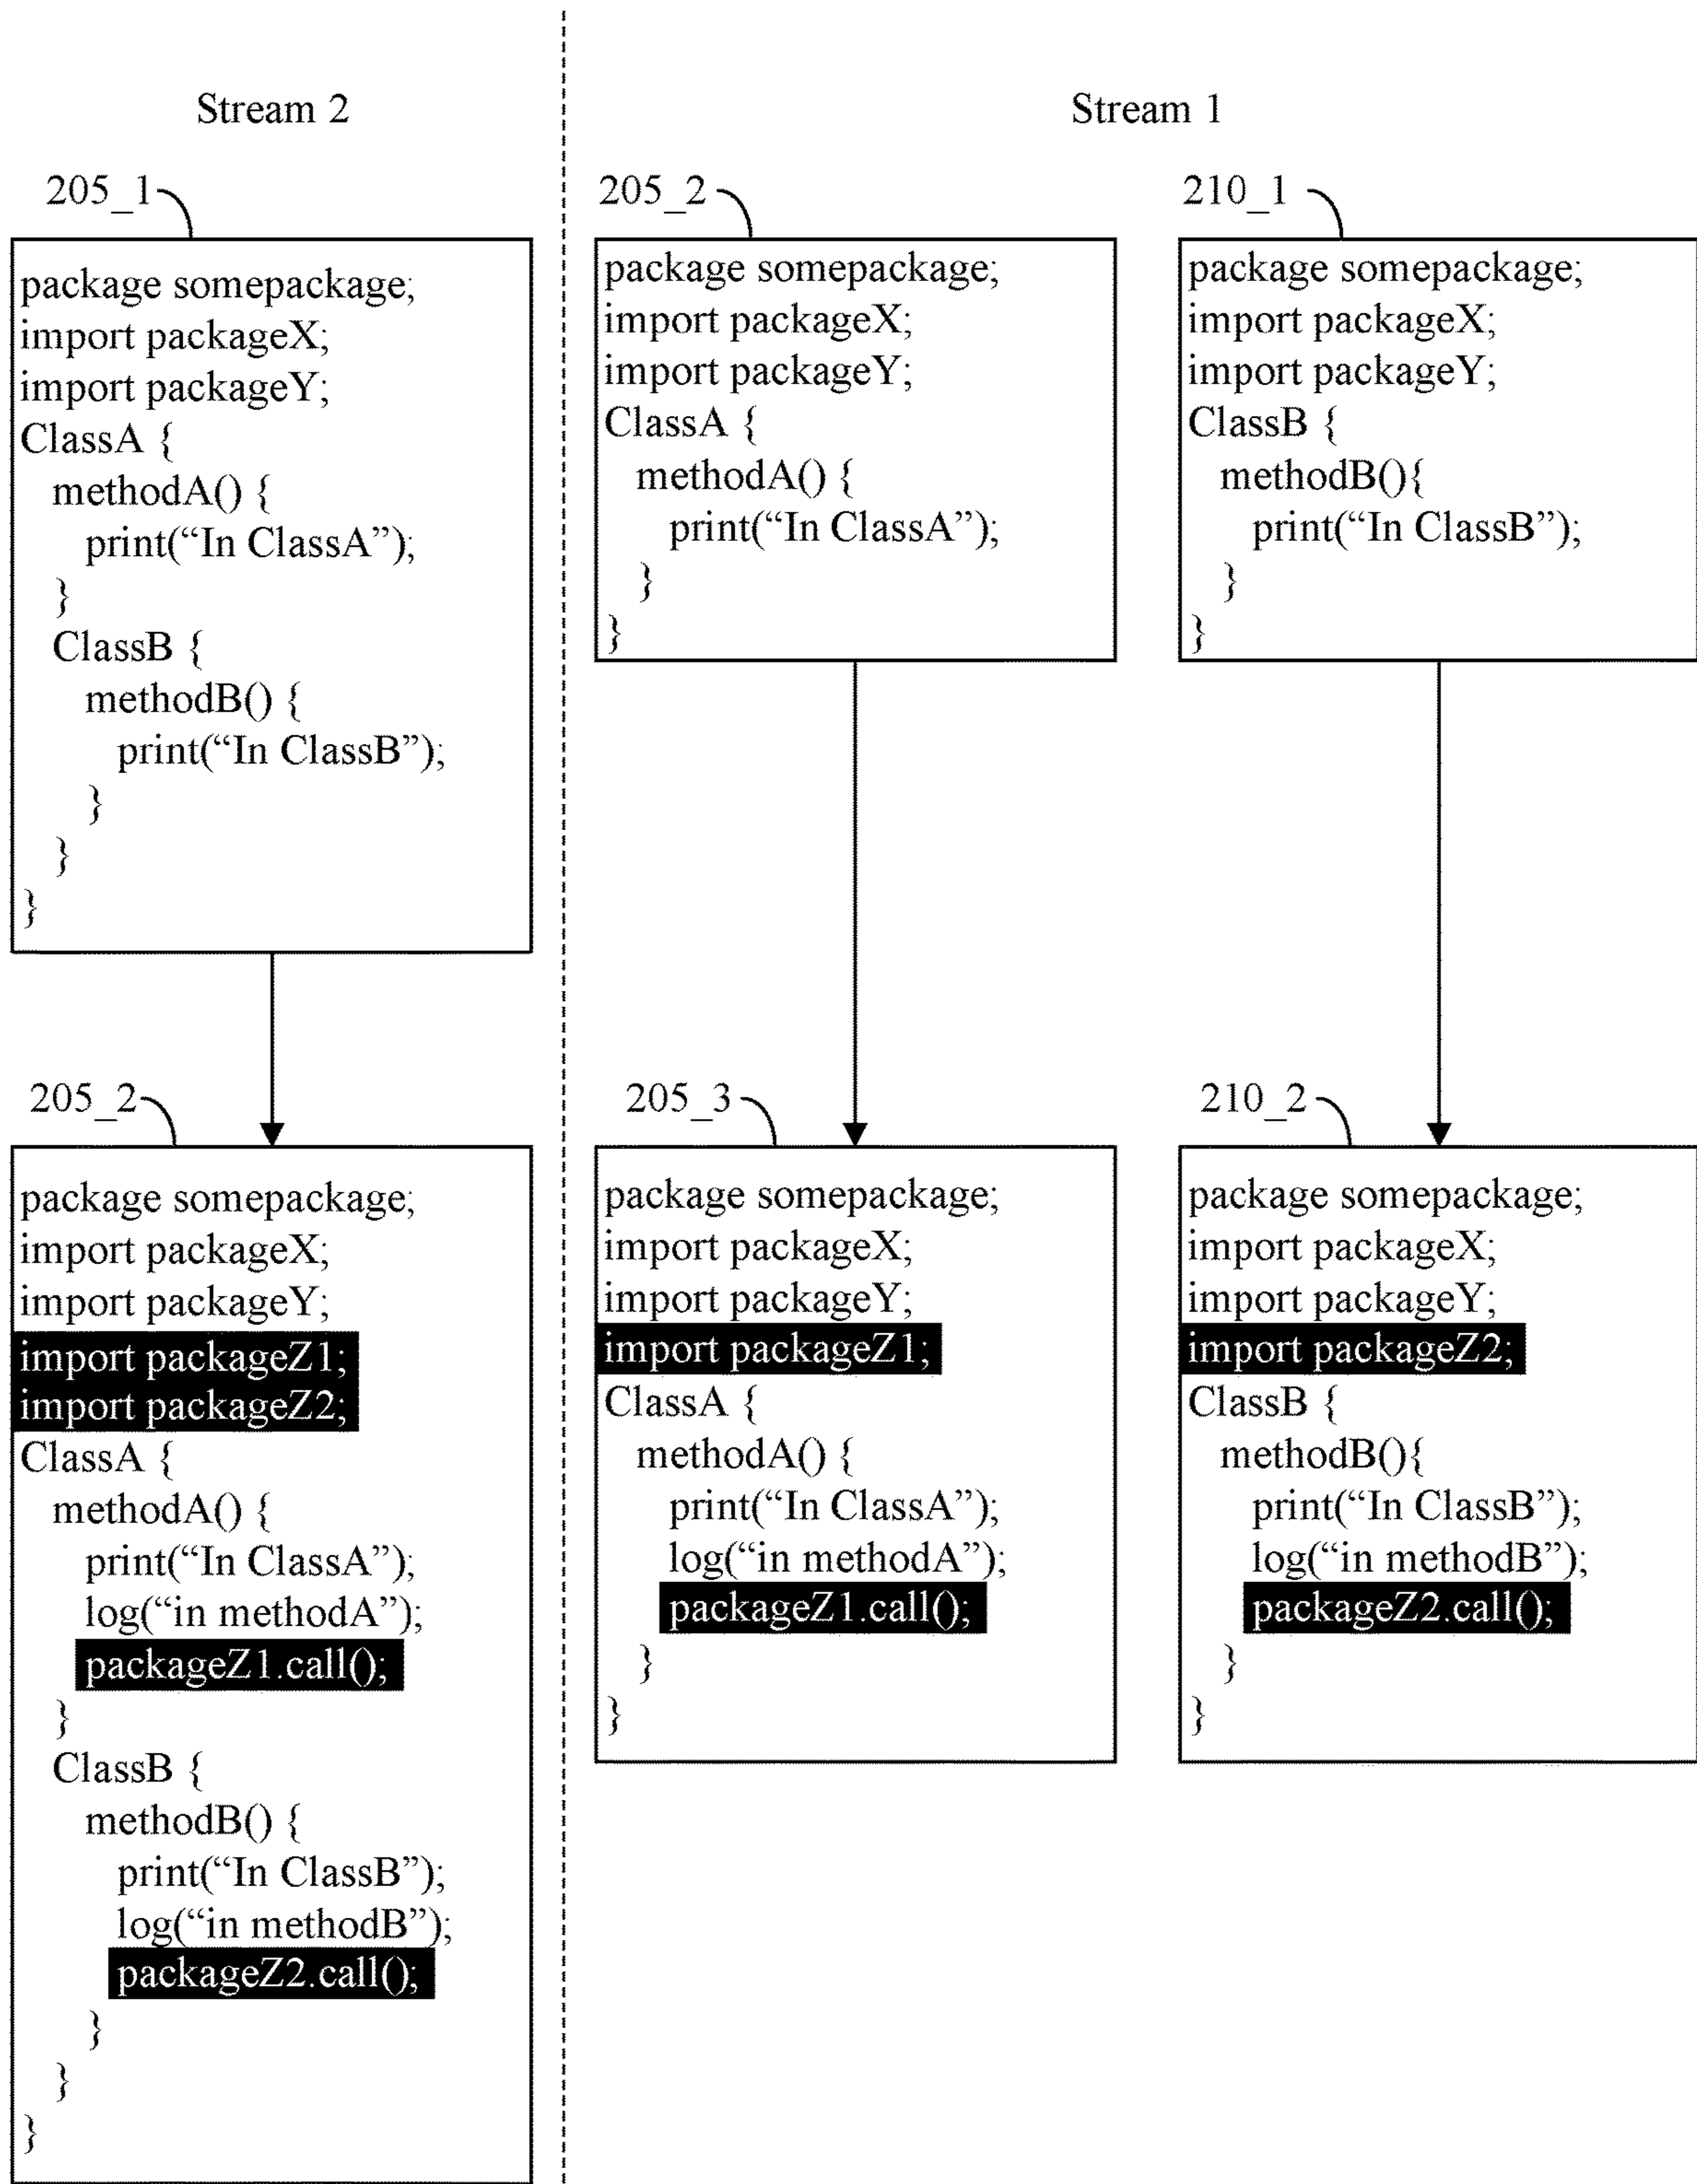 Stream 2
205_1
package somepackage;
import packageX;
import packageY;
ClassA {
methodA() {
print(“In ClassA”);
}
ClassB {
methodB() {
print(“In ClassB”);
}
}
}
205_2
package somepackage;
import packageX;
import packageY;
import packageZ1;
import packageZ2;
ClassA {
methodA() {
print(“In ClassA”);
log(“in methodA”);
packageZ1.call();
}
ClassB {
methodB() {
print(“In ClassB”);
log(“in methodB”);
packageZ2.call();
}
}
}
Stream 1
205_2
package somepackage;
import packageX;
import packageY;
ClassA {
methodA() {
print(“In ClassA”);
}
}
210_1
package somepackage;
import packageX;
import packageY;
ClassB {
methodB(){
print(“In ClassB”);
}
}
205_3
package somepackage;
import packageX;
import packageY;
import packageZ1;
ClassA {
methodA() {
print(“In ClassA”);
log(“in methodA”);
packageZ1.call();
}
}
210_2
package somepackage;
import packageX;
import packageY;
import packageZ2;
ClassB {
methodB(){
print(“In ClassB”);
log(“in methodB”);
packageZ2.call();
}
}